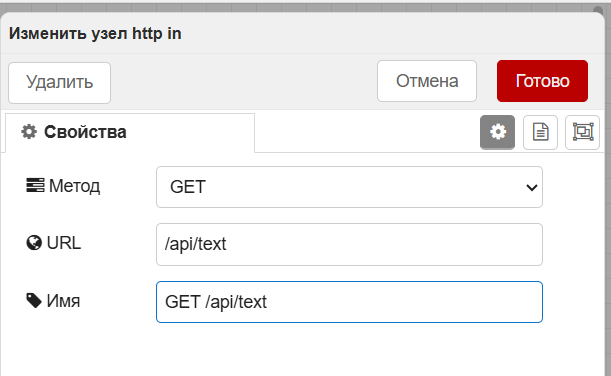 Изменить узел http in
Удалить
Отмена
Готово
Свойства
Метод
GET
URL
/api/text
Имя
GET /api/text